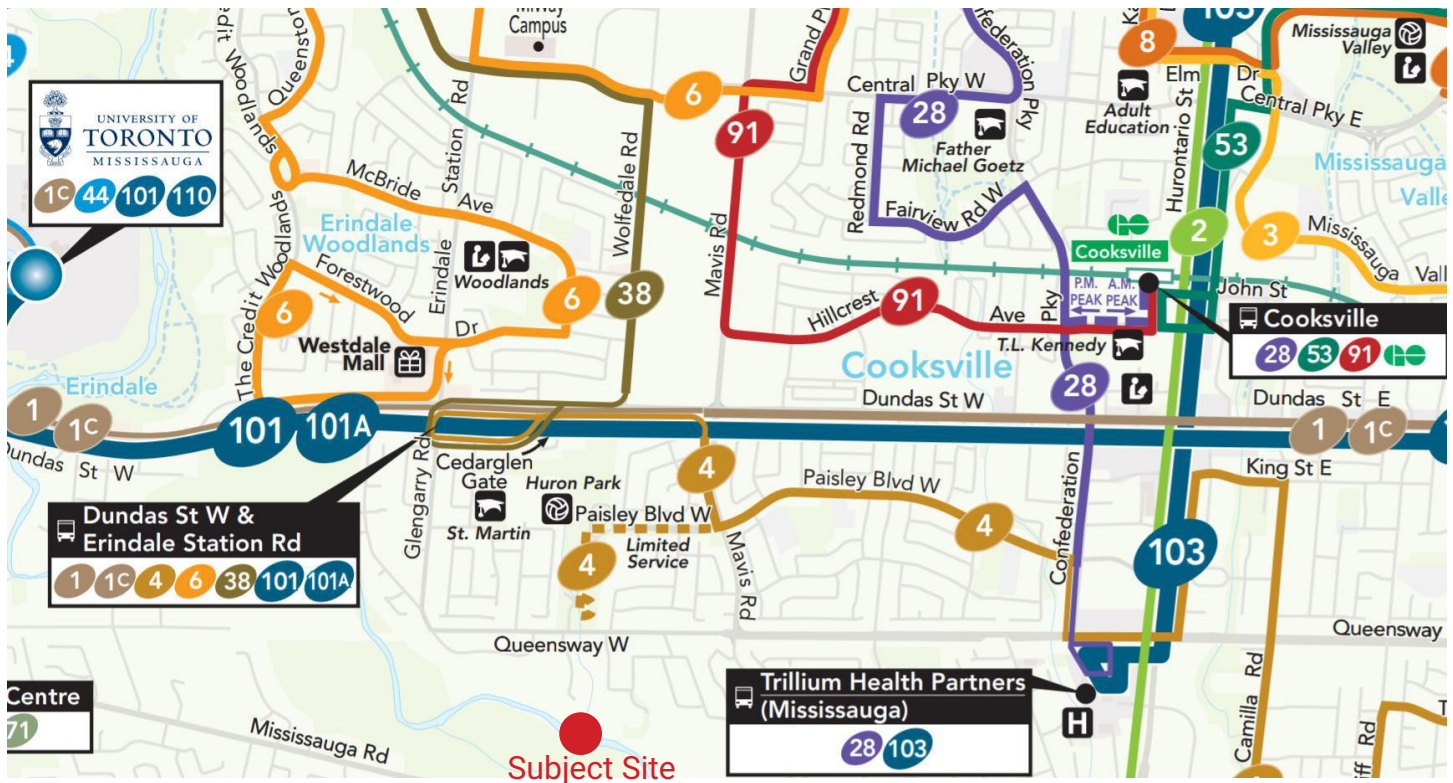 MiWay
Campus
Mississauga
Valley
UNIVERSITY OF
TORONTO
MISSISSAUGA
1C 44 101 110
Queenston
Credit Woodlands
Station Rd
Erindale
McBride Ave
Erindale
Woodlands
Woodlands
The Credit Woodlands
Forestwood Dr
Westdale
Mall
Wolfedale Rd
Mavis Rd
Grand P
Central Pky W
Confederation Pky
Redmond Rd
Father
Michael Goetz
Fairview Rd W
Adult
Education
Elm Dr
Hurontario St
Central Pky E
Mississauga
Valle
Mississauga Vall
6
6
6
38
91
91
28
28
8
103
53
2
3
Cooksville
P.M. A.M.
PEAK PEAK
John St
Hillcrest Ave
Pky
T.L. Kennedy
Cooksville
28 53 91
Cooksville
Erindale
Dundas St W
Dundas St E
1 1C
101 101A
1 1C
Dundas St W
Glengarry Rd
Cedarglen
Gate
St. Martin
Huron Park
Paisley Blvd W
Limited
Service
Paisley Blvd W
4
4
4
Mavis Rd
Confederation
King St E
103
Dundas St W &
Erindale Station Rd
1 1C 4 6 38 101 101A
Queensway W
Queensway
Camilla Rd
Rd
Trillium Health Partners
(Mississauga)
28 103
H
Centre
71
Mississauga Rd
Subject Site